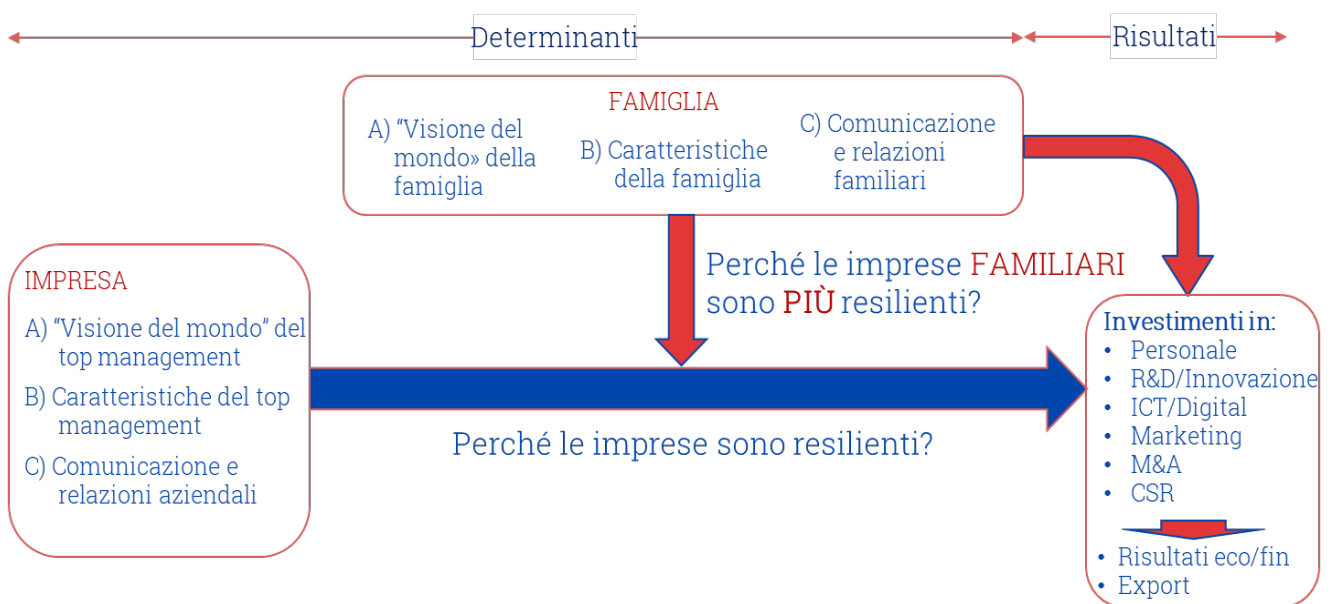 Determinanti
Risultati
FAMIGLIA
A) “Visione del
mondo» della
famiglia
B) Caratteristiche
della famiglia
C) Comunicazione
e relazioni
familiari
Perché le imprese FAMILIARI
sono PIÙ resilienti?
IMPRESA
A) “Visione del mondo” del
top management
B) Caratteristiche del top
management
C) Comunicazione e
relazioni aziendali
Perché le imprese sono resilienti?
Investimenti in:
• Personale
• R&D/Innovazione
• ICT/Digital
• Marketing
• M&A
• CSR
• Risultati eco/fin
• Export